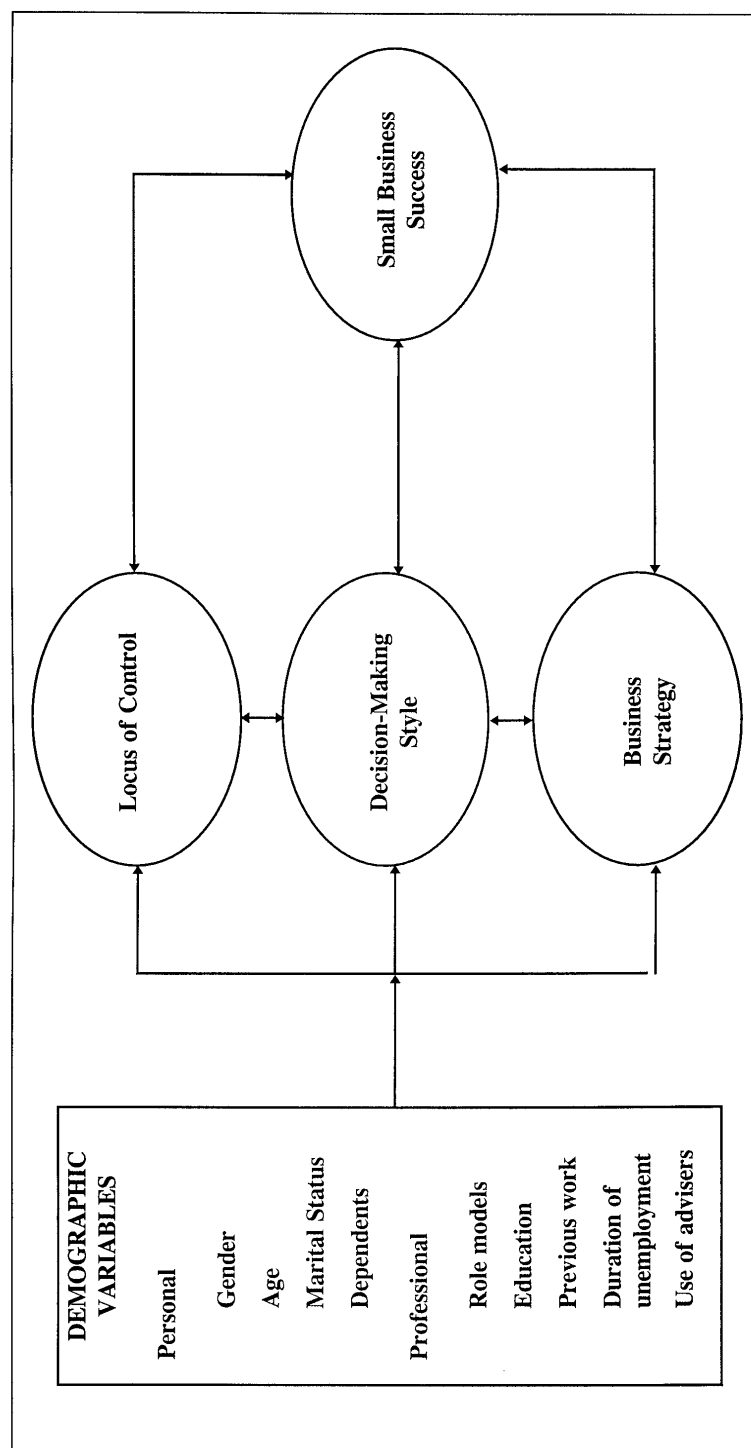 DEMOGRAPHIC
VARIABLES
Personal
Gender
Age
Marital Status
Dependents
Professional
Role models
Education
Previous work
Duration of
unemployment
Use of advisers
Locus of Control
Decision-Making
Style
Business
Strategy
Small Business
Success